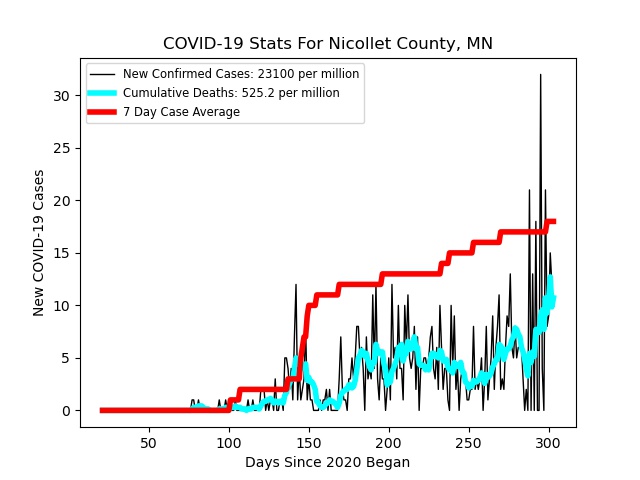 COVID-19 Stats For Nicollet County, MN
New Confirmed Cases: 23100 per million
Cumulative Deaths: 525.2 per million
7 Day Case Average
30
25
20
15
10
5
0
New COVID-19 Cases
50 100 150 200 250 300
Days Since 2020 Began